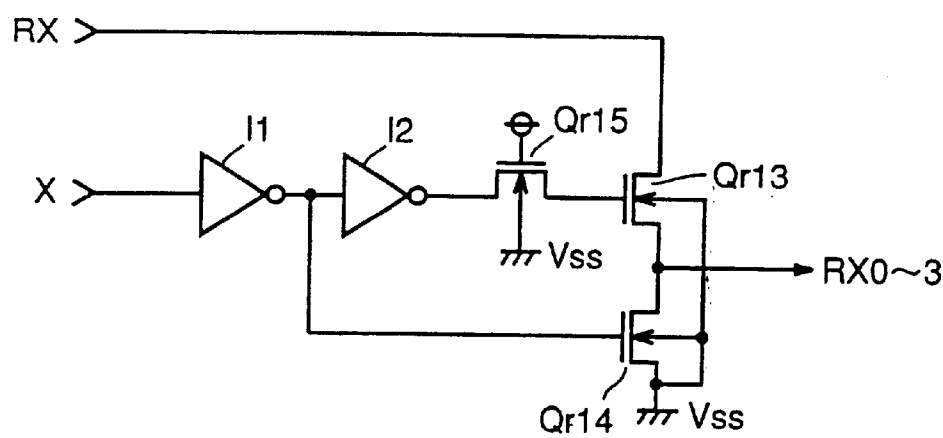 RX
I1
I2
Qr15
X
Qr13
Vss
RX0~3
Qr14
Vss